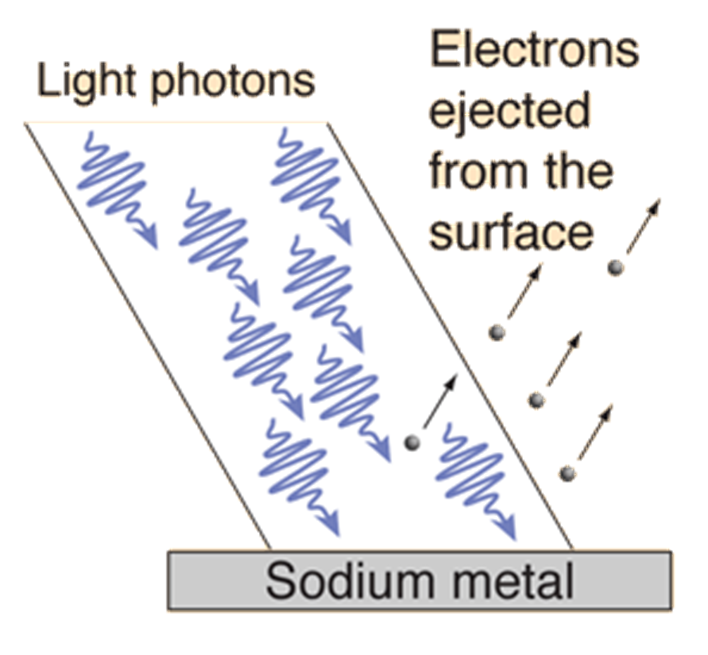 Light photons
Electrons
ejected
from the
surface
Sodium metal